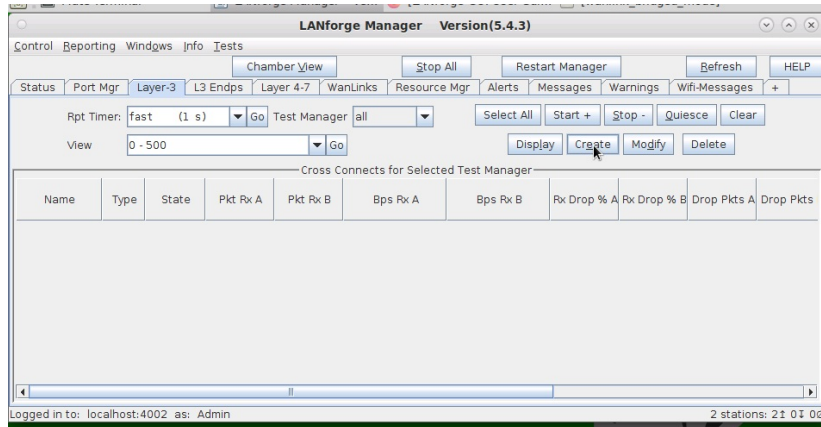 LANforge Manager Version(5.4.3)
Control Reporting Windows Info Tests
Chamber View Stop All Restart Manager Refresh HELP
Status Port Mgr Layer-3 L3 Endps Layer 4-7 WanLinks Resource Mgr Alerts Messages Warnings Wifi-Messages +
Rpt Timer: fast (1 s) Go Test Manager all Select All Start + Stop - Quiesce Clear
View 0 - 500 Go Display Create Modify Delete
Cross Connects for Selected Test Manager
Name Type State Pkt Rx A Pkt Rx B Bps Rx A Bps Rx B Rx Drop % A Rx Drop % B Drop Pkts A Drop Pkts
Logged in to: localhost:4002 as: Admin 2 stations: